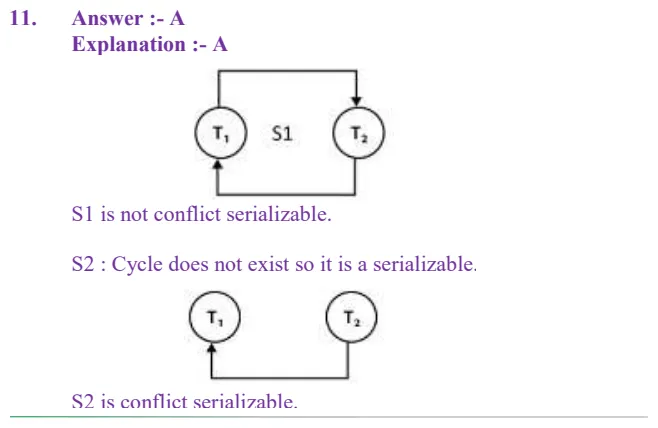 11. Answer :- A
Explanation :- A
T₁ S1 T₂
S1 is not conflict serializable.
S2 : Cycle does not exist so it is a serializable.
T₁ T₂
S2 is conflict serializable.